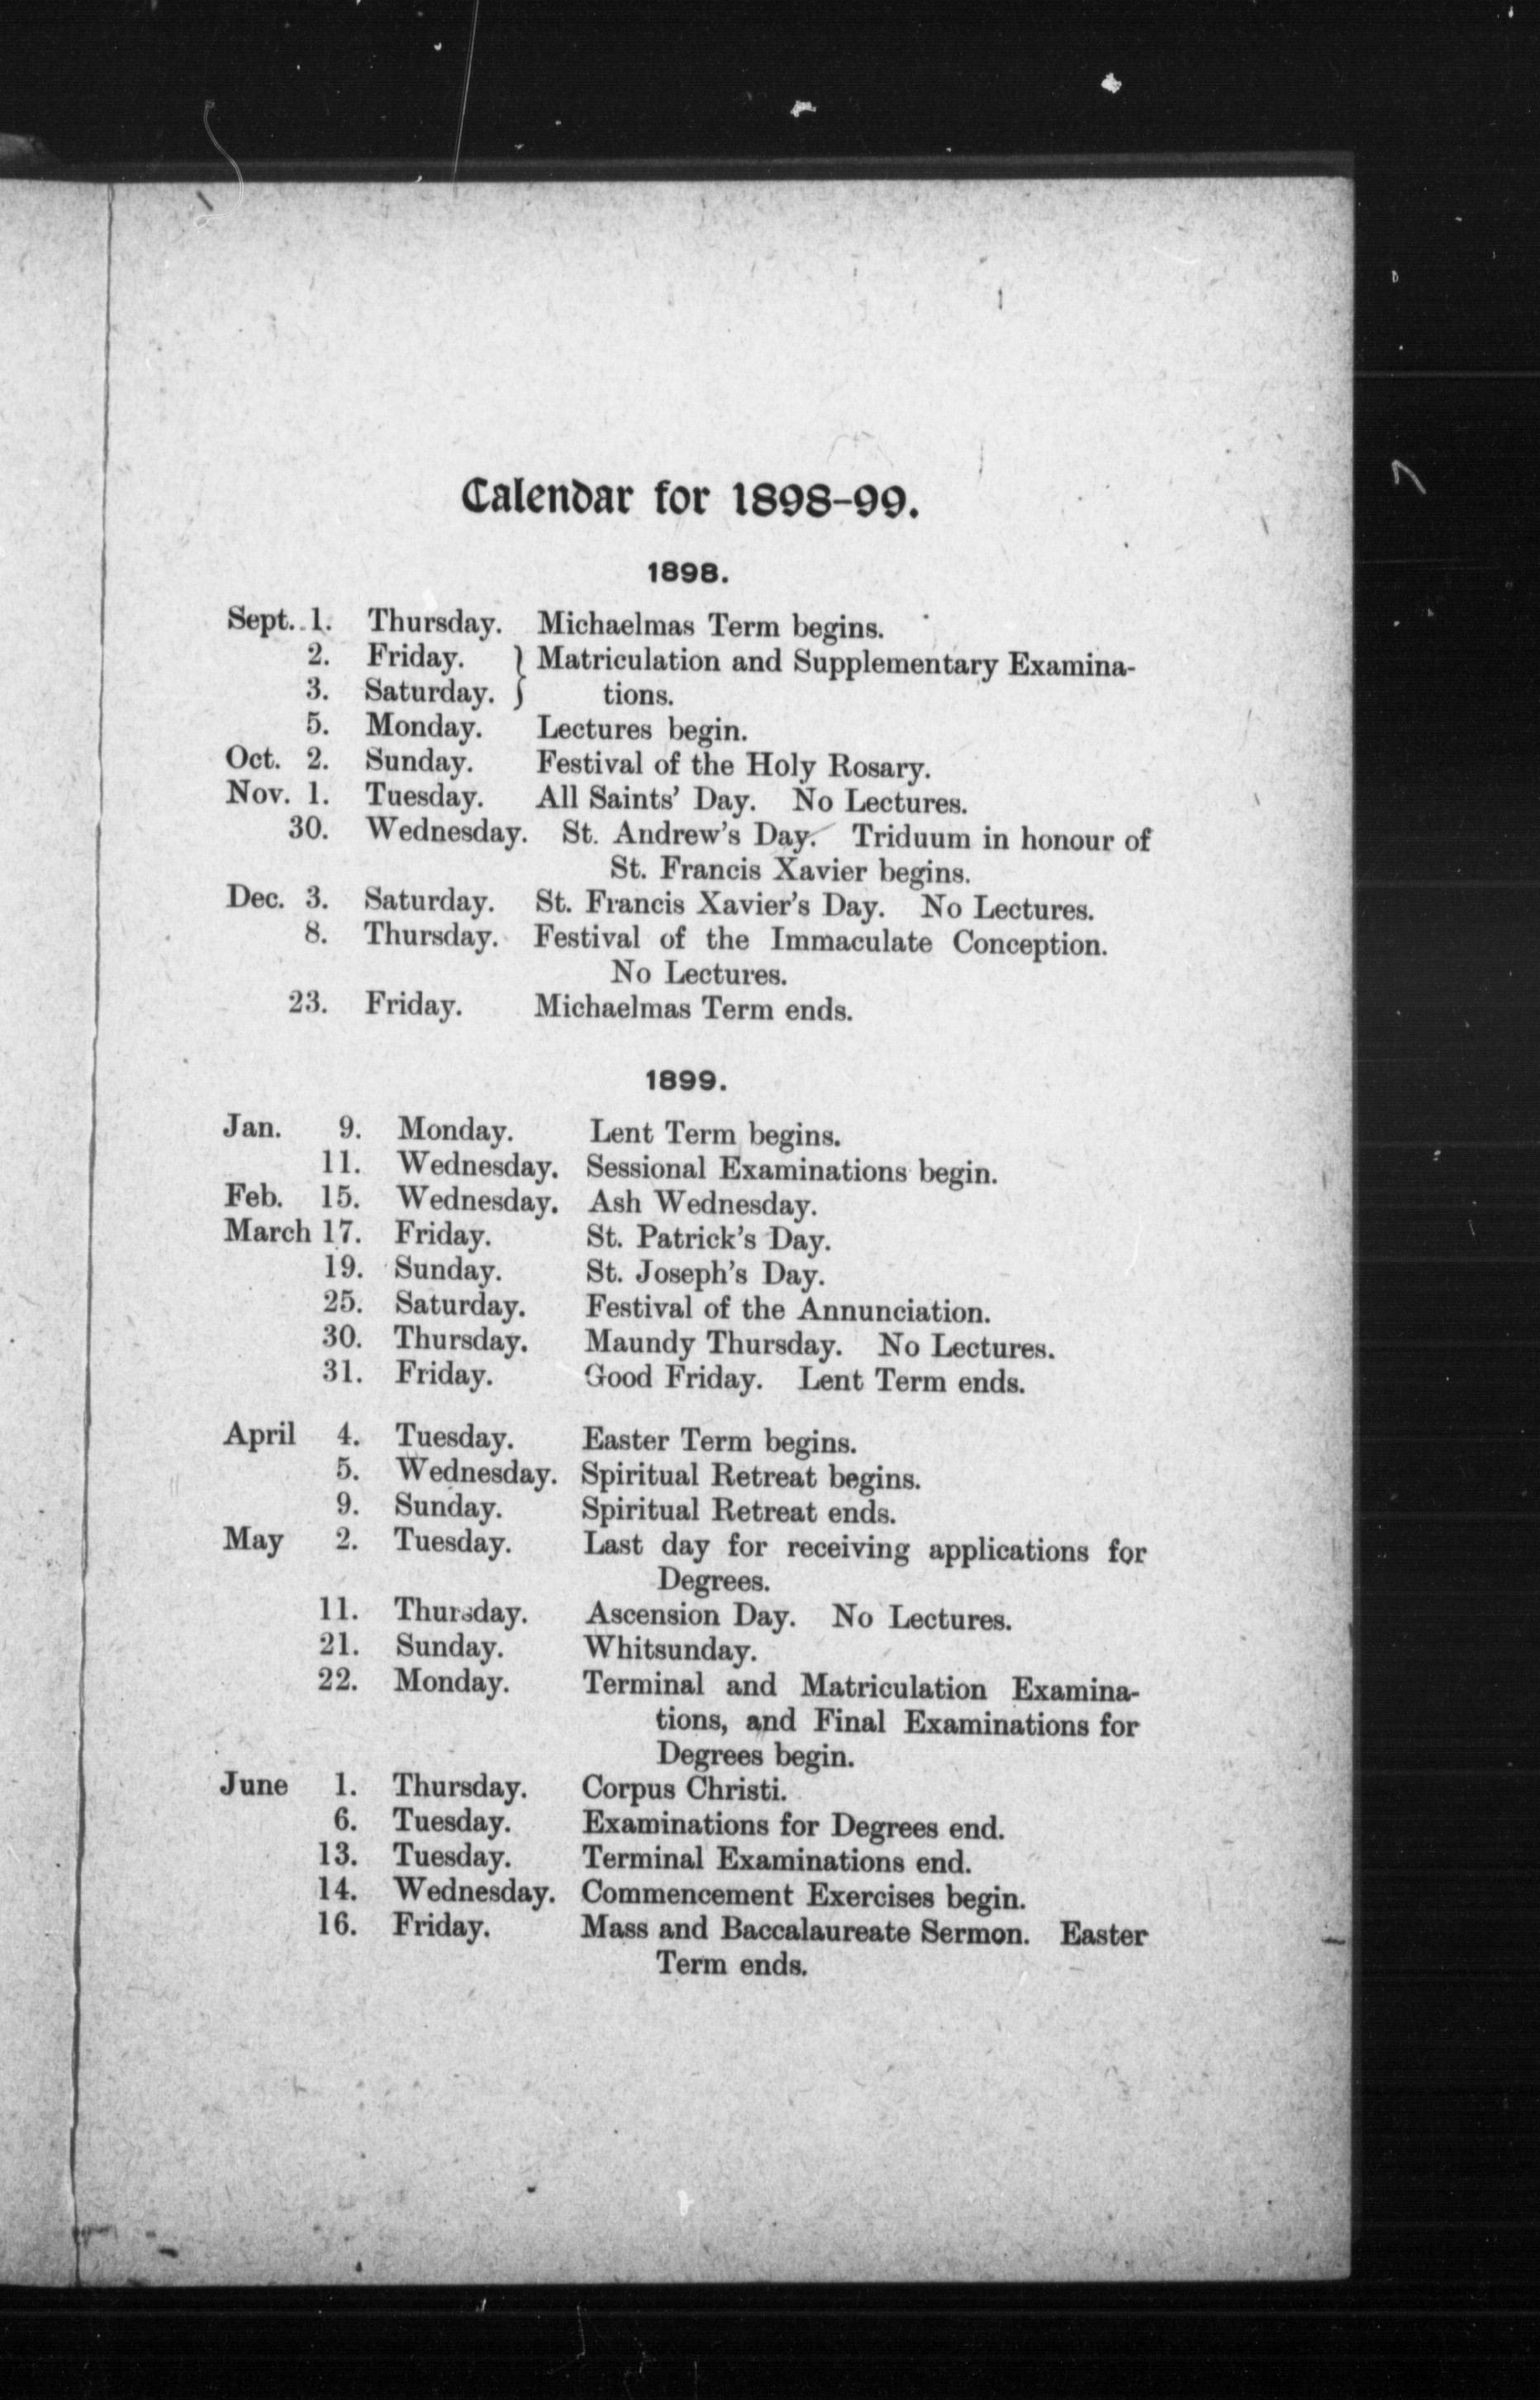 Calendar for 1898-99.
1898.
Sept. 1. Thursday. Michaelmas Term begins.
2. Friday. } Matriculation and Supplementary Examina-
3. Saturday. } tions.
5. Monday. Lectures begin.
Oct. 2. Sunday. Festival of the Holy Rosary.
Nov. 1. Tuesday. All Saints' Day. No Lectures.
30. Wednesday. St. Andrew's Day. Triduum in honour of
St. Francis Xavier begins.
Dec. 3. Saturday. St. Francis Xavier's Day. No Lectures.
8. Thursday. Festival of the Immaculate Conception.
No Lectures.
23. Friday. Michaelmas Term ends.
1899.
Jan. 9. Monday. Lent Term begins.
11. Wednesday. Sessional Examinations begin.
Feb. 15. Wednesday. Ash Wednesday.
March 17. Friday. St. Patrick's Day.
19. Sunday. St. Joseph's Day.
25. Saturday. Festival of the Annunciation.
30. Thursday. Maundy Thursday. No Lectures.
31. Friday. Good Friday. Lent Term ends.
April 4. Tuesday. Easter Term begins.
5. Wednesday. Spiritual Retreat begins.
9. Sunday. Spiritual Retreat ends.
May 2. Tuesday. Last day for receiving applications for
Degrees.
11. Thursday. Ascension Day. No Lectures.
21. Sunday. Whitsunday.
22. Monday. Terminal and Matriculation Examina-
tions, and Final Examinations for
Degrees begin.
June 1. Thursday. Corpus Christi.
6. Tuesday. Examinations for Degrees end.
13. Tuesday. Terminal Examinations end.
14. Wednesday. Commencement Exercises begin.
16. Friday. Mass and Baccalaureate Sermon. Easter
Term ends.